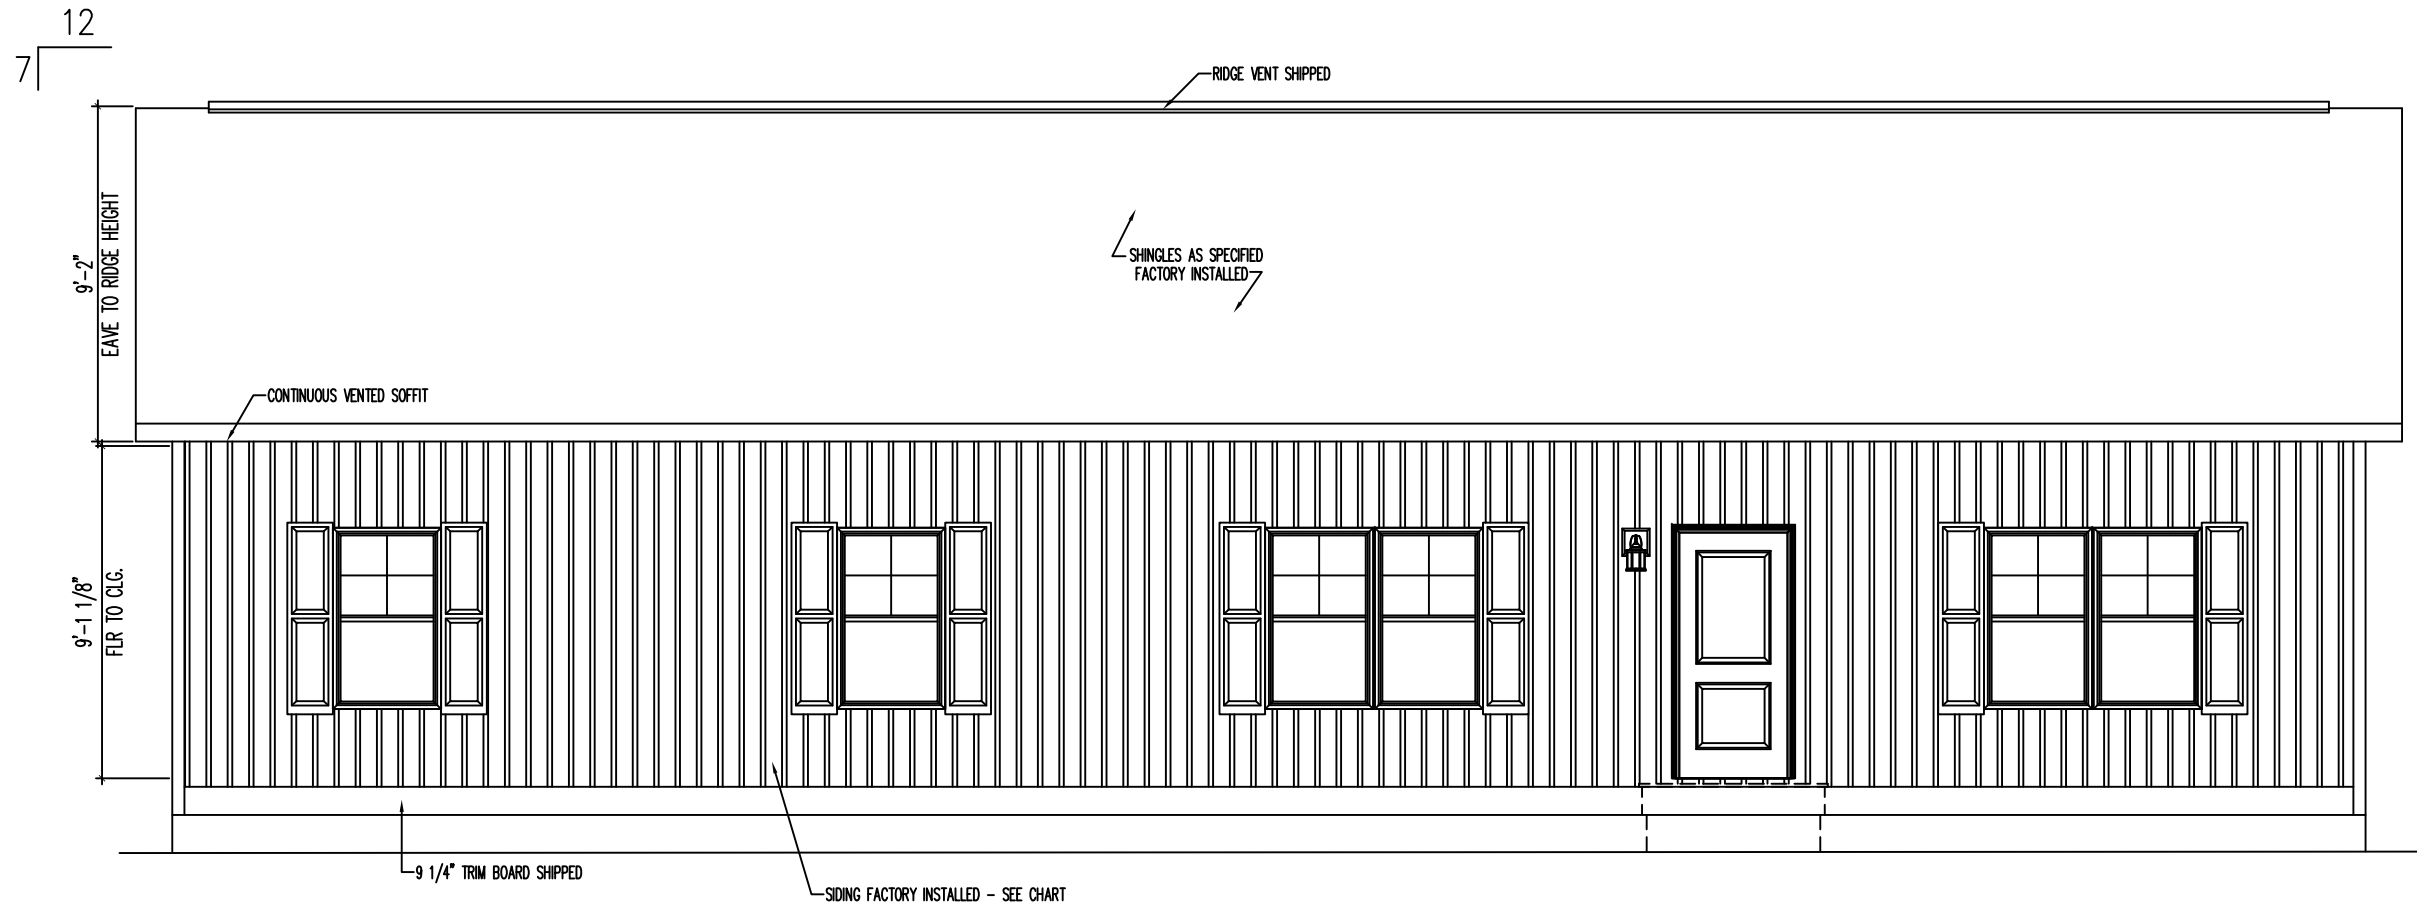 12
7
RIDGE VENT SHIPPED
9'-2"
EAVE TO RIDGE HEIGHT
SHINGLES AS SPECIFIED
FACTORY INSTALLED
CONTINUOUS VENTED SOFFIT
9'-1 1/8"
FLR TO CLG.
9 1/4" TRIM BOARD SHIPPED
SIDING FACTORY INSTALLED - SEE CHART